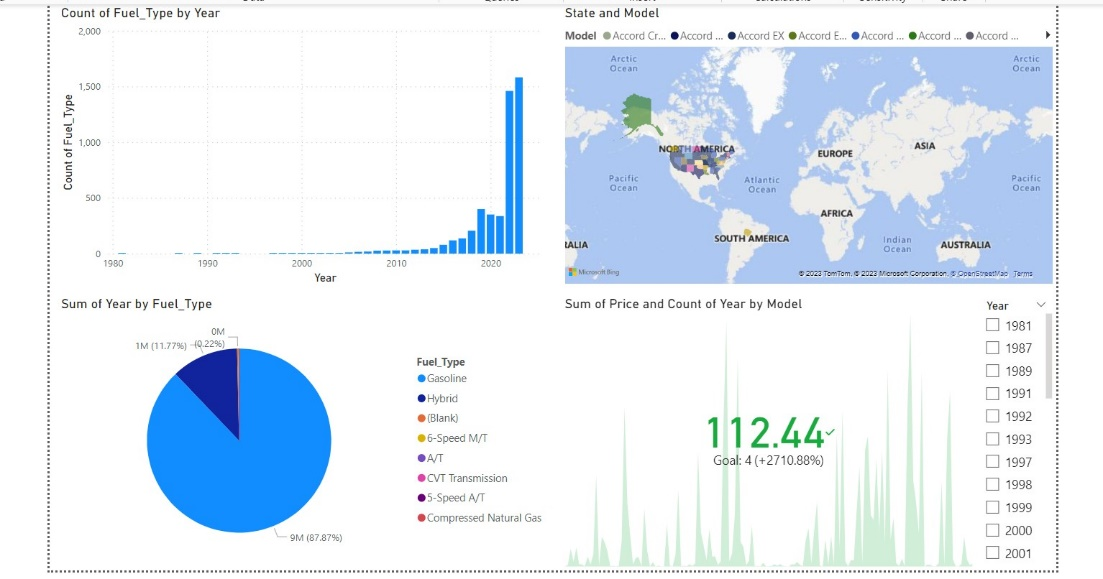 Count of Fuel_Type by Year
2,000
1,500
1,000
500
0
Count of Fuel_Type
1980
1990
2000
2010
2020
Year
State and Model
Model Accord Cr... Accord ... Accord EX Accord E... Accord ... Accord ... Accord ...
Arctic
Ocean
Arctic
Ocean
NORTH AMERICA
EUROPE
ASIA
Pacific
Ocean
Atlantic
Ocean
Pacific
Ocean
AFRICA
SOUTH AMERICA
Indian
Ocean
RALIA
AUSTRALIA
Microsoft Bing
© 2023 TomTom, © 2023 Microsoft Corporation, © OpenStreetMap Terms
Sum of Year by Fuel_Type
0M
(0.22%)
1M (11.77%)
9M (87.87%)
Fuel_Type
Gasoline
Hybrid
(Blank)
6-Speed M/T
A/T
CVT Transmission
5-Speed A/T
Compressed Natural Gas
Sum of Price and Count of Year by Model
112.44
Goal: 4 (+2710.88%)
Year
1981
1987
1989
1991
1992
1993
1997
1998
1999
2000
2001